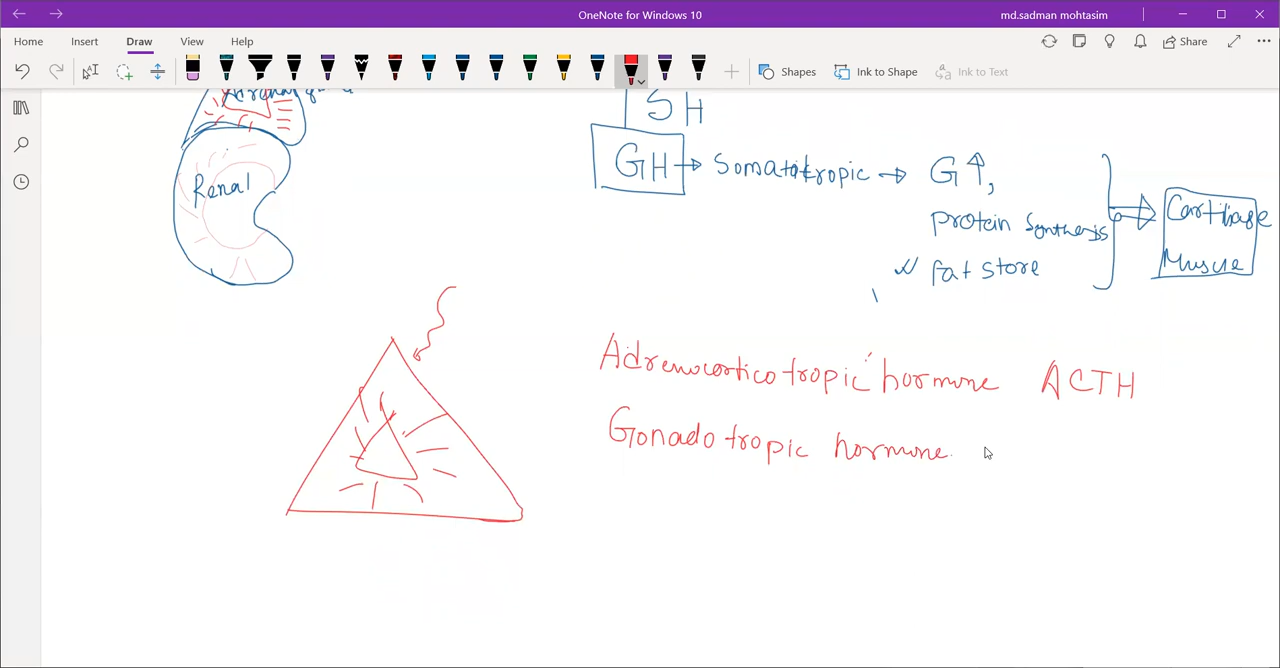 OneNote for Windows 10
md.sadman mohtasim
Home Insert Draw View Help
Share
Shapes
Ink to Shape
Ink to Text
Renal
TSH
GH → Somatotropic → G↑,
protein synthesis
fat store
Cartilage
Muscle
Adrenocorticotropic hormone ACTH
Gonadotropic hormone.